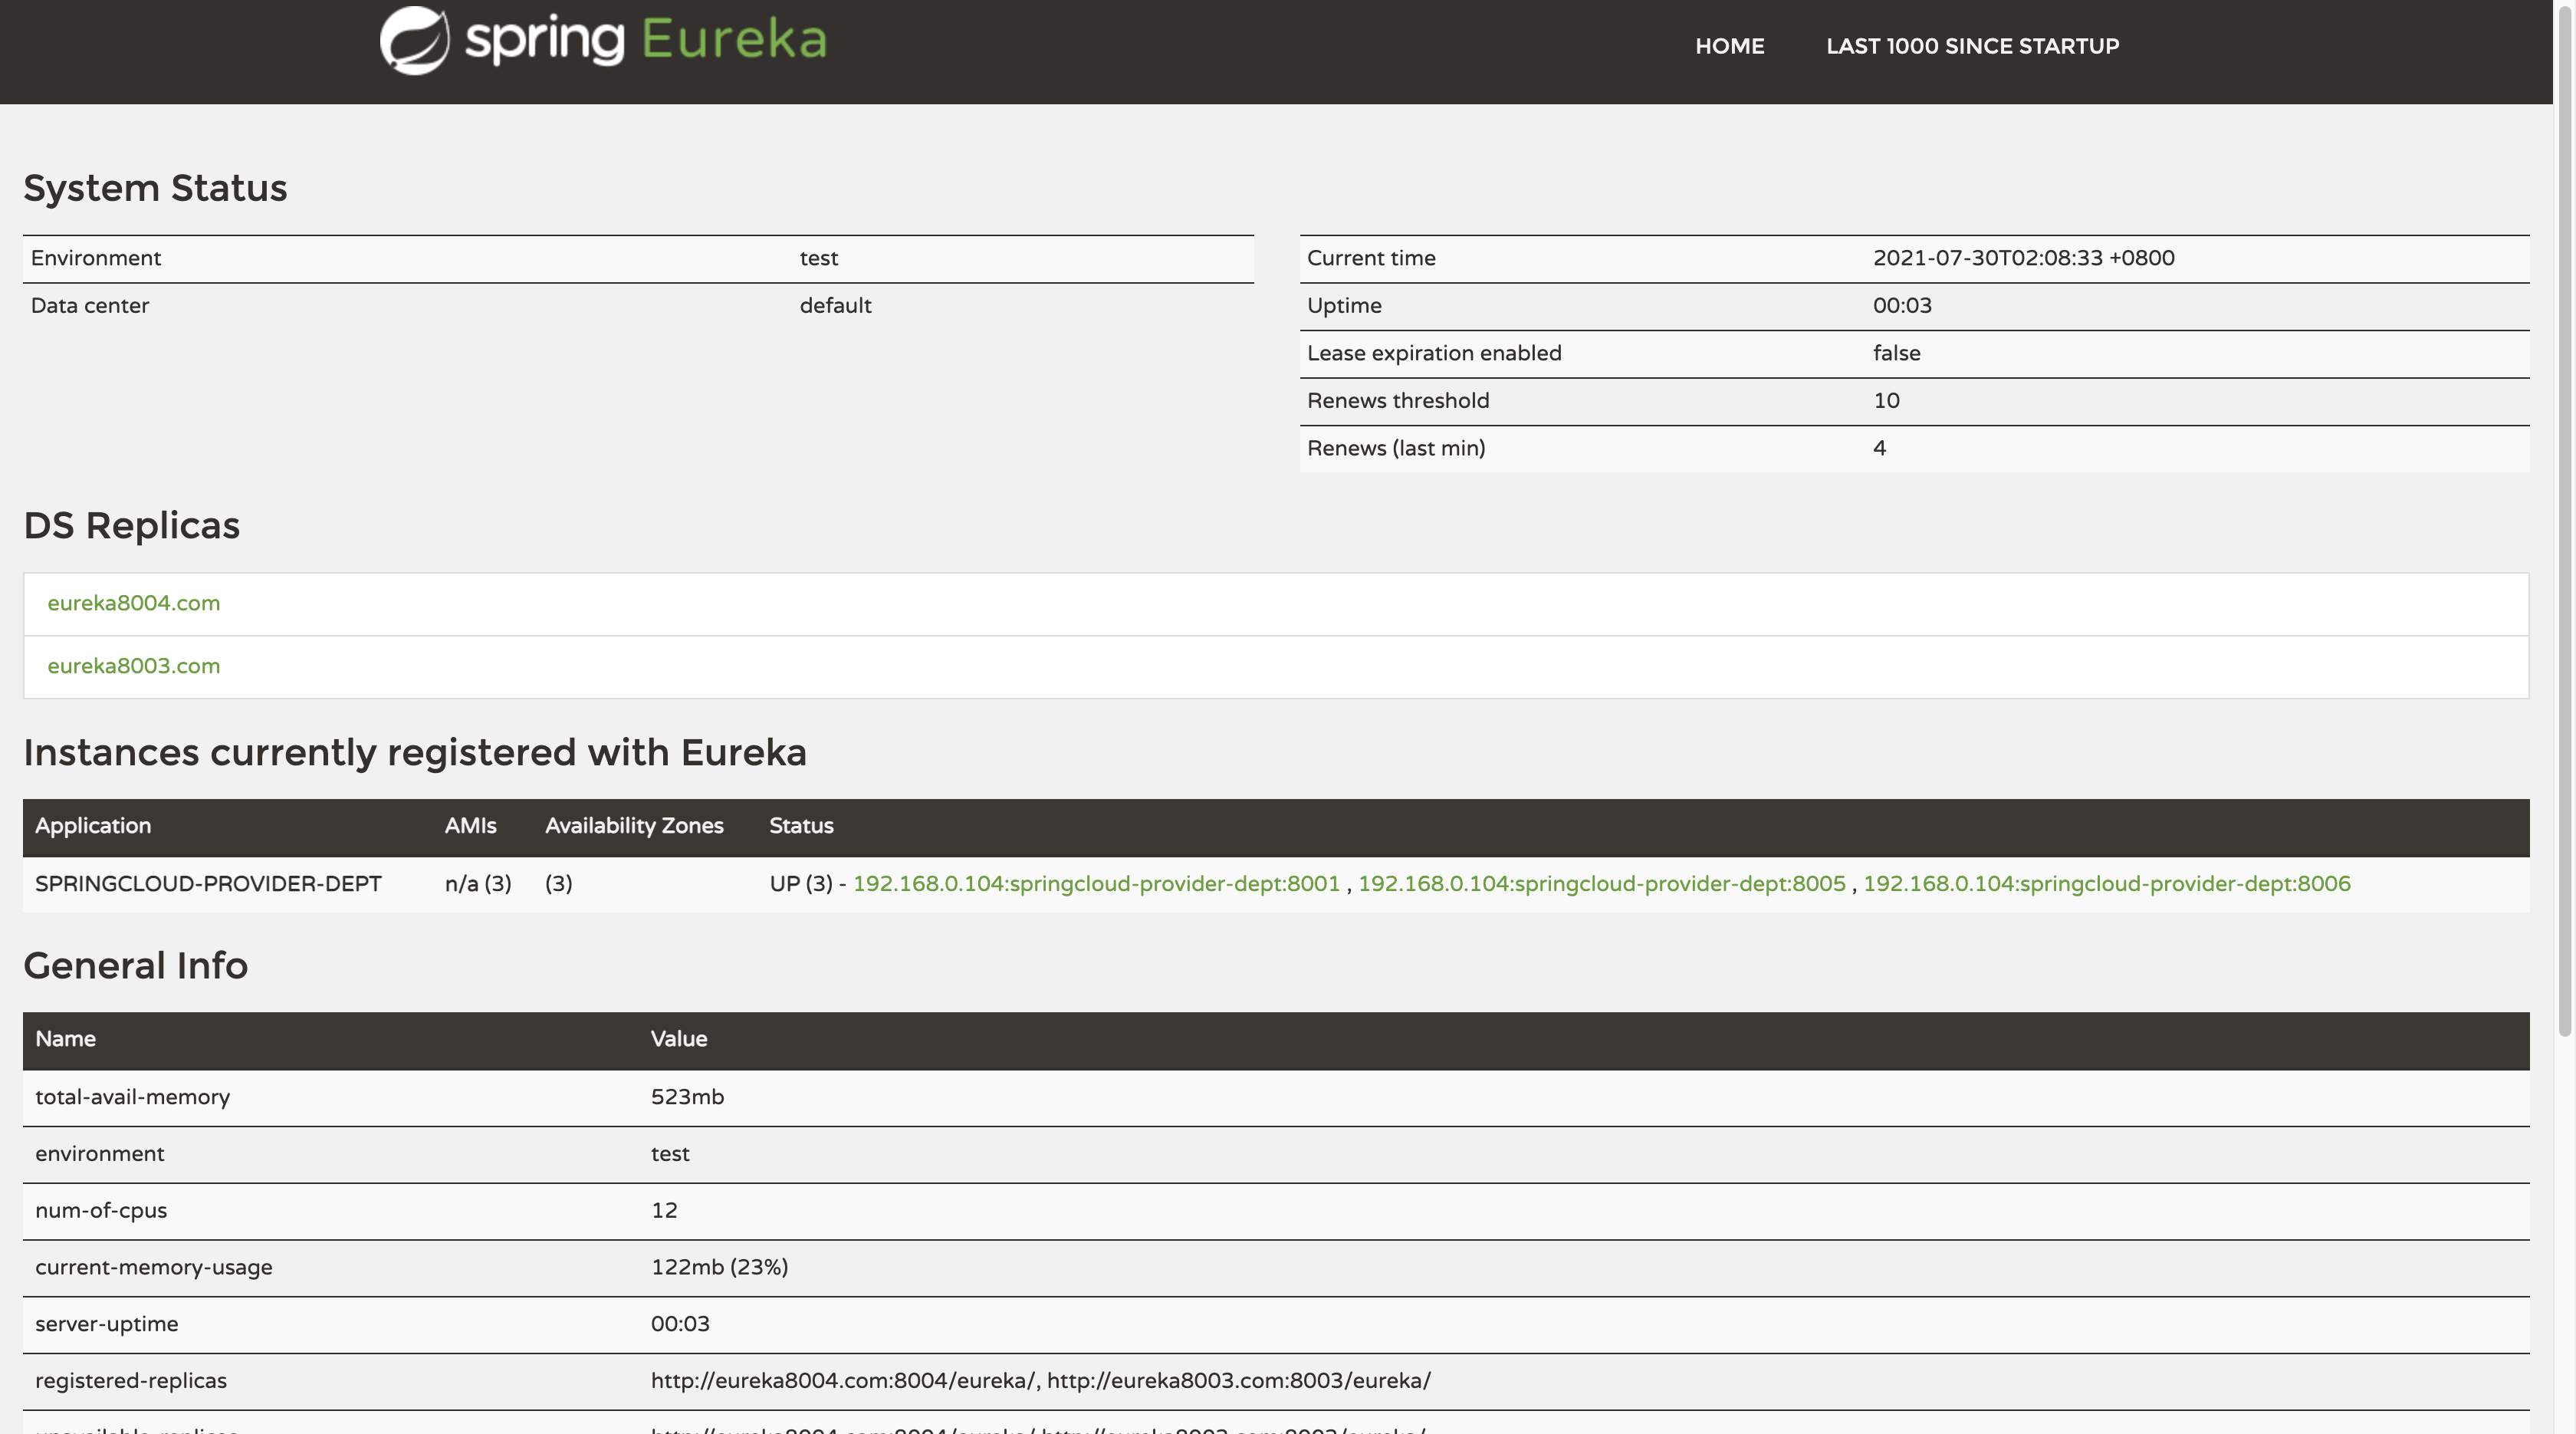 spring Eureka
HOME LAST 1000 SINCE STARTUP
System Status
Environment test
Data center default
Current time 2021-07-30T02:08:33 +0800
Uptime 00:03
Lease expiration enabled false
Renews threshold 10
Renews (last min) 4
DS Replicas
eureka8004.com
eureka8003.com
Instances currently registered with Eureka
Application AMIs Availability Zones Status
SPRINGCLOUD-PROVIDER-DEPT n/a (3) (3) UP (3) - 192.168.0.104:springcloud-provider-dept:8001 , 192.168.0.104:springcloud-provider-dept:8005 , 192.168.0.104:springcloud-provider-dept:8006
General Info
Name Value
total-avail-memory 523mb
environment test
num-of-cpus 12
current-memory-usage 122mb (23%)
server-uptime 00:03
registered-replicas http://eureka8004.com:8004/eureka/, http://eureka8003.com:8003/eureka/